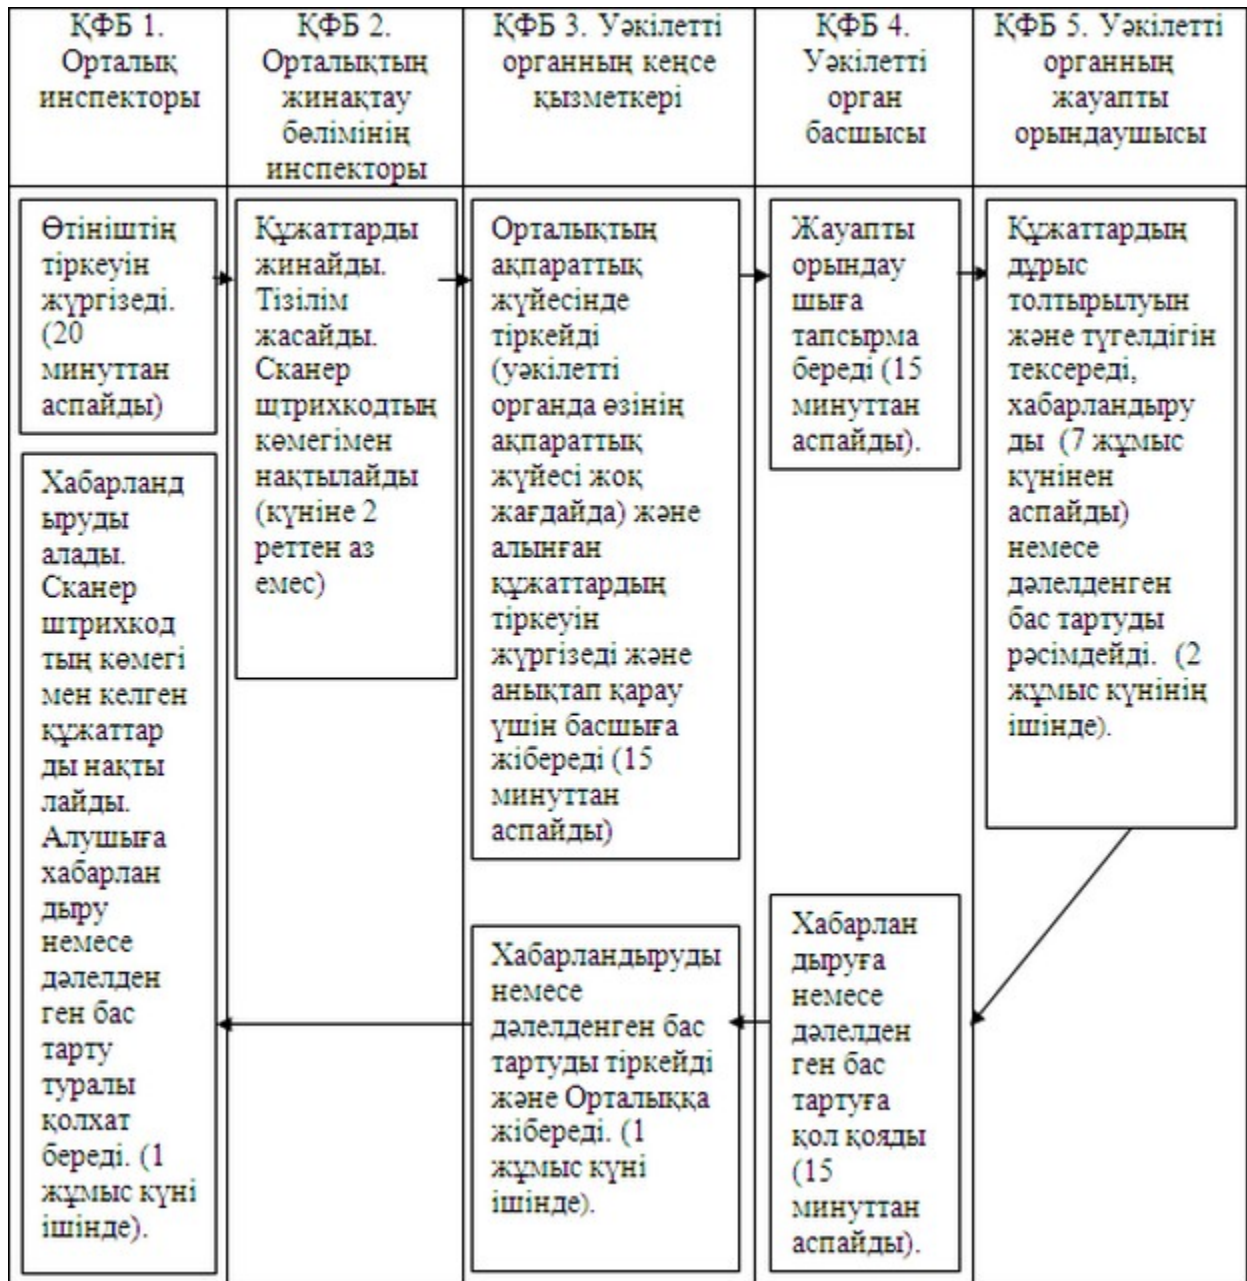 ҚФБ 1.
Орталық
инспекторы
ҚФБ 2.
Орталықтың
жинақтау
бөлімінің
инспекторы
ҚФБ 3. Уәкілетті
органның кеңсе
қызметкері
ҚФБ 4.
Уәкілетті
орган
басшысы
ҚФБ 5. Уәкілетті
органның
жауапты
орындаушысы
Өтініштің
тіркеуін
жүргізеді.
(20
минуттан
аспайды)
Құжаттарды
жинайды.
Тізілім
жасайды.
Сканер
щтрихкодтың
көмегімен
нақтылайды
(күніне 2
реттен аз
емес)
Орталықтың
ақпараттық
жүйесінде
тіркейді
(уәкілетті
органда өзінің
ақпараттық
жүйесі жоқ
жағдайда) және
алынған
құжаттардың
тіркеуін
жүргізеді және
анықтап қарау
үшін басшыға
жібереді (15
минуттан
аспайды)
Жауапты
орындау
шыға
тапсырма
береді (15
минуттан
аспайды).
Құжаттардың
дұрыс
толтырылуын
және түгелдігін
тексереді,
хабарландыру
ды (7 жұмыс
күнінен
аспайды)
немесе
дәлелденген
бас тартуды
рәсімдейді. (2
жұмыс күнінің
ішінде).
Хабарланд
ыруды
алады.
Сканер
штрихкод
тың көмегі
мен келген
құжаттар
ды нақты
лайды.
Алушыға
хабарлан
дыру
немесе
дәлелден
ген бас
тарту
туралы
қолхат
береді. (1
жұмыс күні
ішінде).
Хабарландыруды
немесе
дәлелденген бас
тартуды тіркейді
және Орталыққа
жібереді. (1
жұмыс күні
ішінде).
Хабарлан
дыруға
немесе
дәлелден
ген бас
тартуға
қол қояды
(15
минуттан
аспайды).